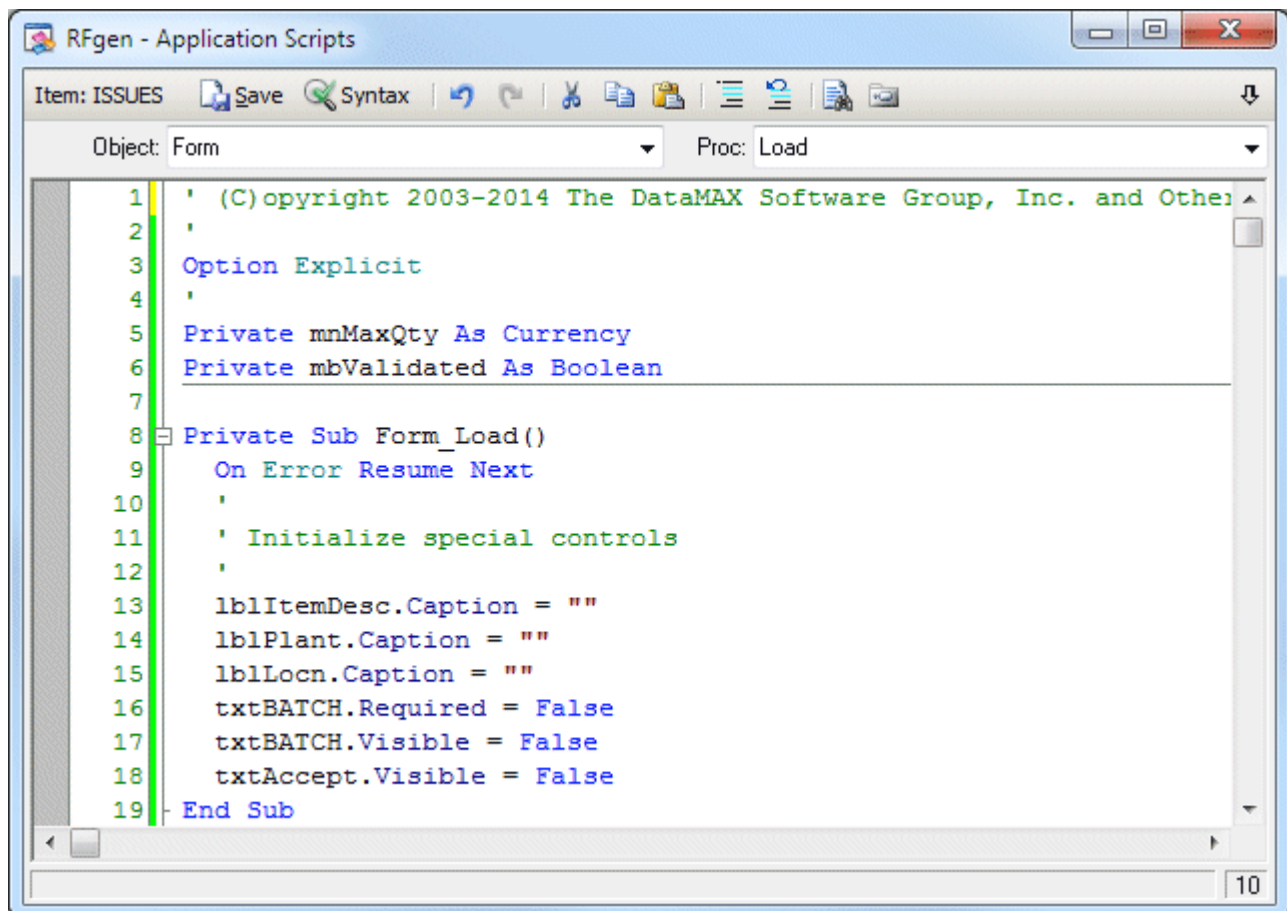 RFgen - Application Scripts
Item: ISSUES Save Syntax
Object: Form Proc: Load
1 ' (C)opyright 2003-2014 The DataMAX Software Group, Inc. and Other
2 '
3 Option Explicit
4 '
5 Private mnMaxQty As Currency
6 Private mbValidated As Boolean
7
8 Private Sub Form_Load()
9 On Error Resume Next
10 '
11 ' Initialize special controls
12 '
13 lblItemDesc.Caption = ""
14 lblPlant.Caption = ""
15 lblLocn.Caption = ""
16 txtBATCH.Required = False
17 txtBATCH.Visible = False
18 txtAccept.Visible = False
19 End Sub
10